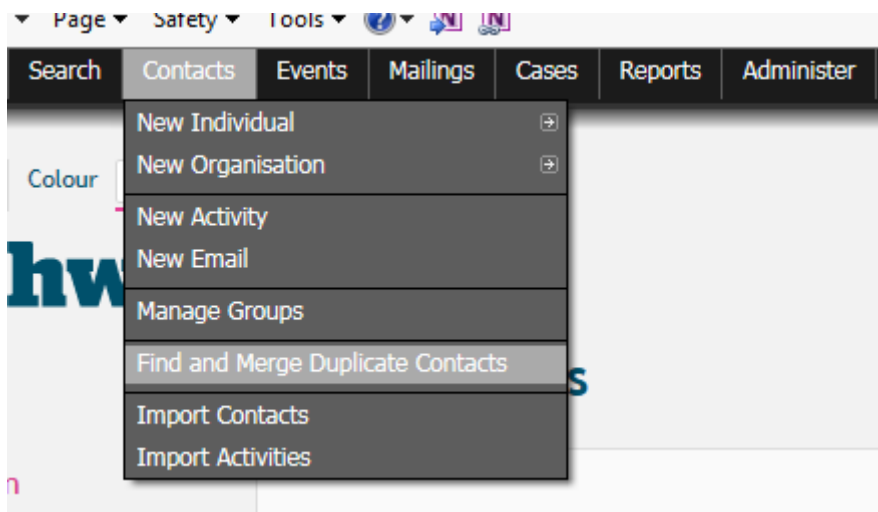 Page Safety Tools
Search Contacts Events Mailings Cases Reports Administer
New Individual
New Organisation
Colour
New Activity
New Email
hw
Manage Groups
Find and Merge Duplicate Contacts
s
Import Contacts
Import Activities
n